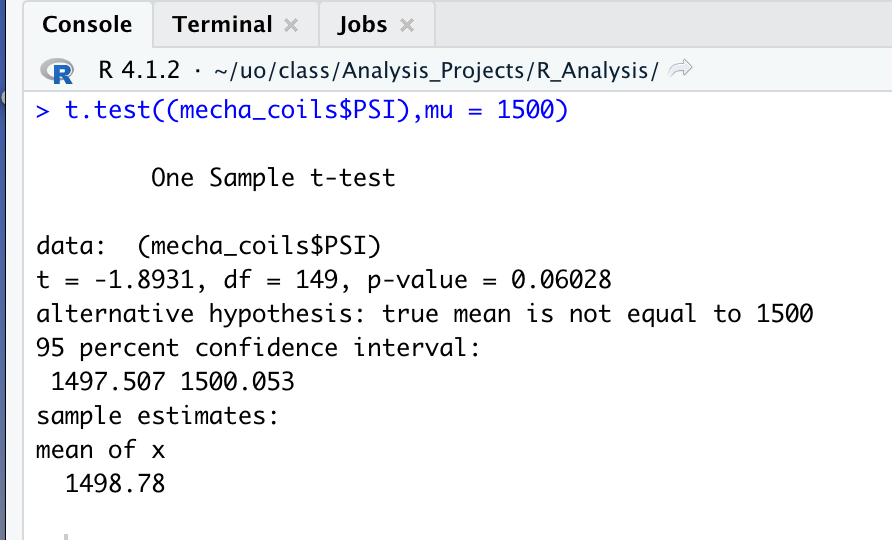 Console Terminal × Jobs ×
R R 4.1.2 · ~/uo/class/Analysis_Projects/R_Analysis/
> t.test((mecha_coils$PSI),mu = 1500)
One Sample t-test
data:  (mecha_coils$PSI)
t = -1.8931, df = 149, p-value = 0.06028
alternative hypothesis: true mean is not equal to 1500
95 percent confidence interval:
1497.507 1500.053
sample estimates:
mean of x
1498.78